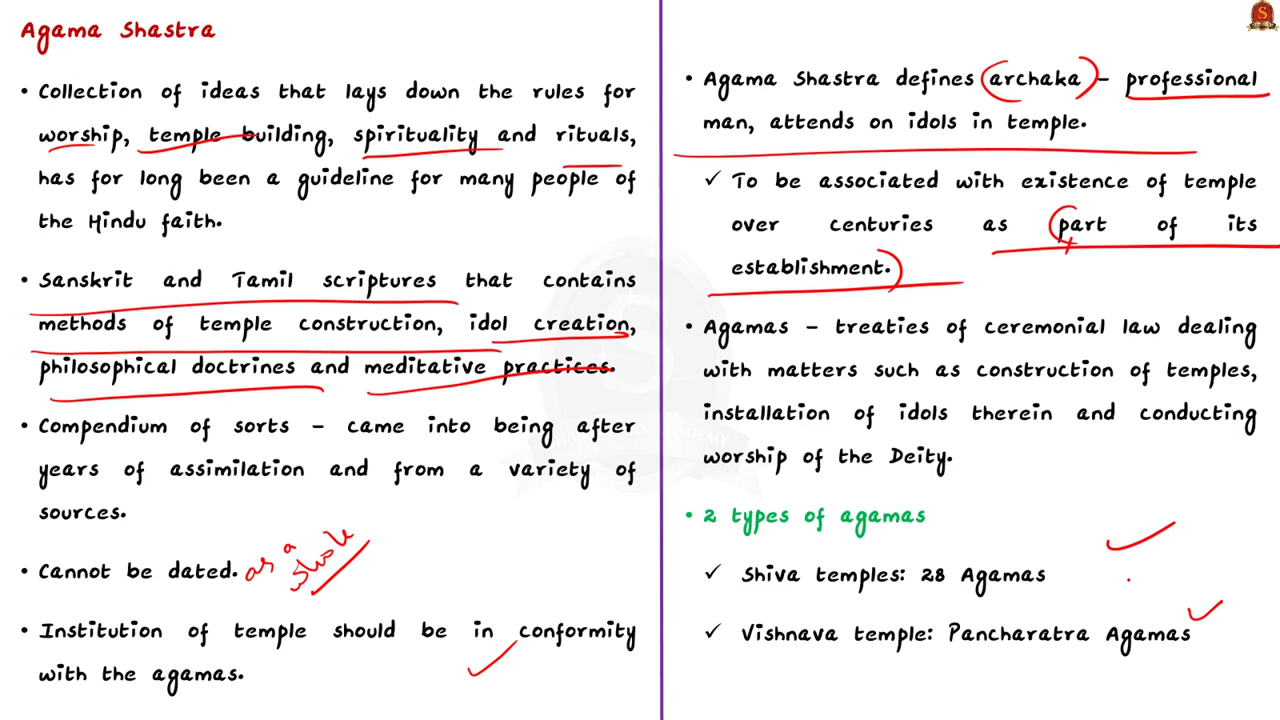 Agama Shastra
• Collection of ideas that lays down the rules for
worship, temple building, spirituality and rituals,
has for long been a guideline for many people of
the Hindu faith.
• Sanskrit and Tamil scriptures that contains
methods of temple construction, idol creation,
philosophical doctrines and meditative practices.
• Compendium of sorts – came into being after
years of assimilation and from a variety of
sources.
• Cannot be dated. as a whole
• Institution of temple should be in conformity
with the agamas.
• Agama Shastra defines (archaka) – professional
man, attends on idols in temple.
✓ To be associated with existence of temple
over centuries as (part of its
establishment.)
• Agamas – treaties of ceremonial law dealing
with matters such as construction of temples,
installation of idols therein and conducting
worship of the Deity.
• 2 types of agamas
✓ Shiva temples: 28 Agamas
✓ Vishnava temple: Pancharatra Agamas